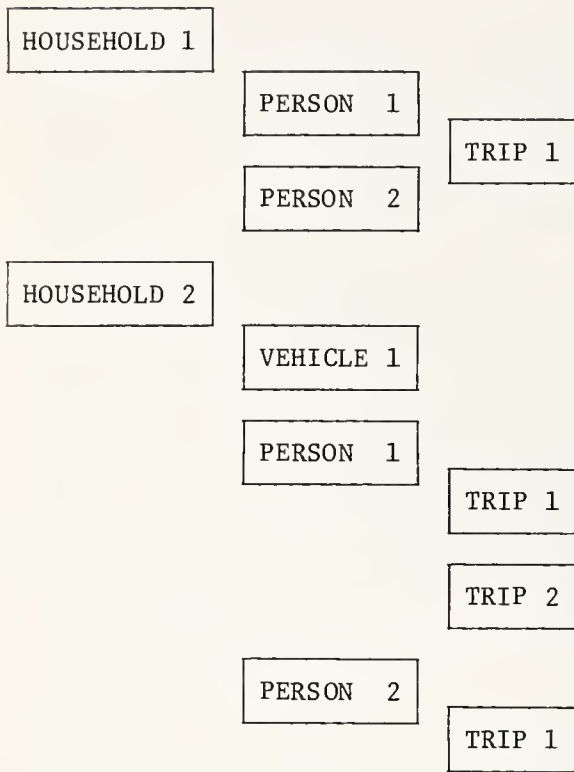 HOUSEHOLD 1
PERSON 1
TRIP 1
PERSON 2
HOUSEHOLD 2
VEHICLE 1
PERSON 1
TRIP 1
TRIP 2
PERSON 2
TRIP 1